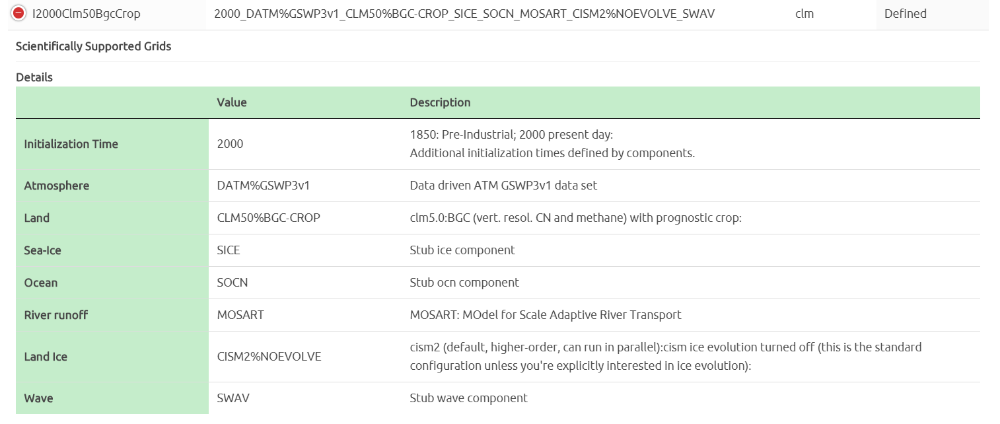 I2000Clm50BgcCrop 2000_DATM%GSWP3v1_CLM50%BGC-CROP_SICE_SOCN_MOSART_CISM2%NOEVOLVE_SWAV clm Defined
Scientifically Supported Grids
Details
Value Description
Initialization Time 2000 1850: Pre-Industrial; 2000 present day:
Additional initialization times defined by components.
Atmosphere DATM%GSWP3v1 Data driven ATM GSWP3v1 data set
Land CLM50%BGC-CROP clm5.0:BGC (vert. resol. CN and methane) with prognostic crop:
Sea-Ice SICE Stub ice component
Ocean SOCN Stub ocn component
River runoff MOSART MOSART: MOdel for Scale Adaptive River Transport
Land Ice CISM2%NOEVOLVE cism2 (default, higher-order, can run in parallel):cism ice evolution turned off (this is the standard
configuration unless you're explicitly interested in ice evolution):
Wave SWAV Stub wave component